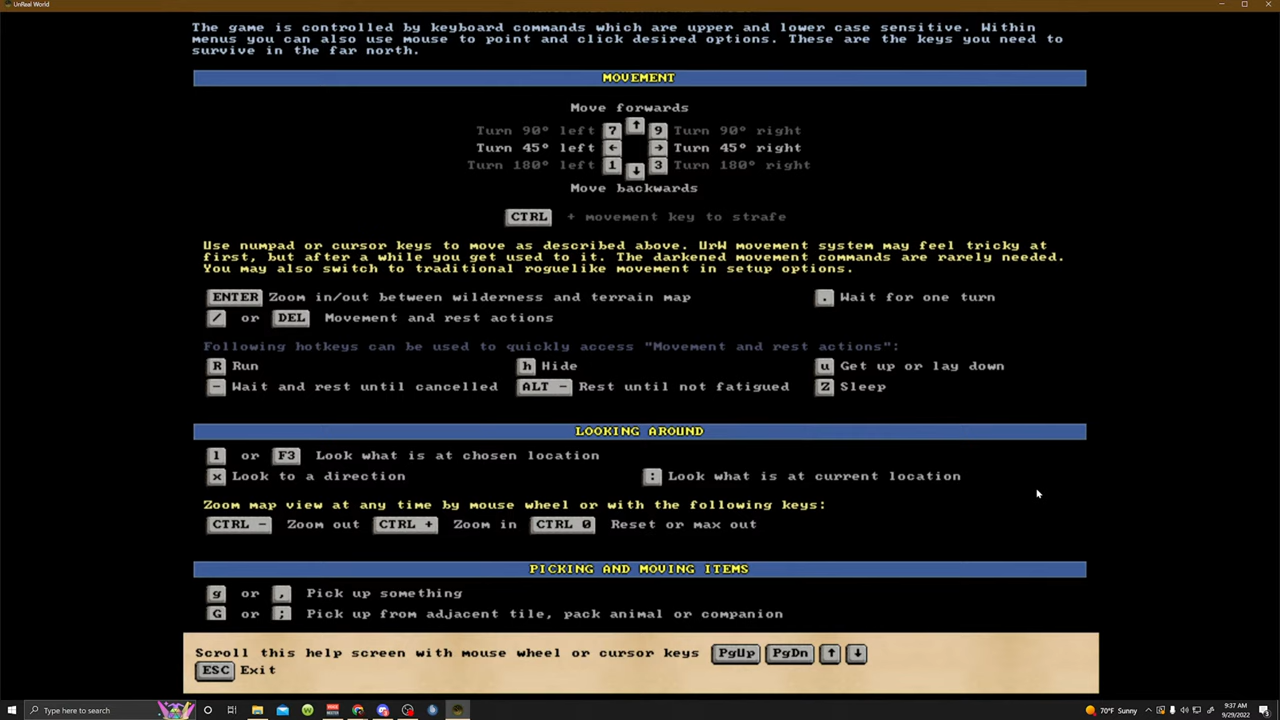 UnReal World
The game is controlled by keyboard commands which are upper and lower case sensitive. Within
menus you can also use mouse to point and click desired options. These are the keys you need to
survive in the far north.
MOVEMENT
Move forwards
Turn 90° left 7 ↑ 9 Turn 90° right
Turn 45° left ← → Turn 45° right
Turn 180° left 1 ↓ 3 Turn 180° right
Move backwards
CTRL + movement key to strafe
Use numpad or cursor keys to move as described above. UrW movement system may feel tricky at
first, but after a while you get used to it. The darkened movement commands are rarely needed.
You may also switch to traditional roguelike movement in setup options.
ENTER Zoom in/out between wilderness and terrain map . Wait for one turn
/ or DEL Movement and rest actions
Following hotkeys can be used to quickly access "Movement and rest actions":
R Run h Hide u Get up or lay down
- Wait and rest until cancelled ALT - Rest until not fatigued Z Sleep
LOOKING AROUND
l or F3 Look what is at chosen location
x Look to a direction : Look what is at current location
Zoom map view at any time by mouse wheel or with the following keys:
CTRL - Zoom out CTRL + Zoom in CTRL 0 Reset or max out
PICKING AND MOVING ITEMS
g or , Pick up something
G or ; Pick up from adjacent tile, pack animal or companion
Scroll this help screen with mouse wheel or cursor keys PgUp PgDn ↑ ↓
ESC Exit
Type here to search
70°F Sunny
9:37 AM
9/29/2022